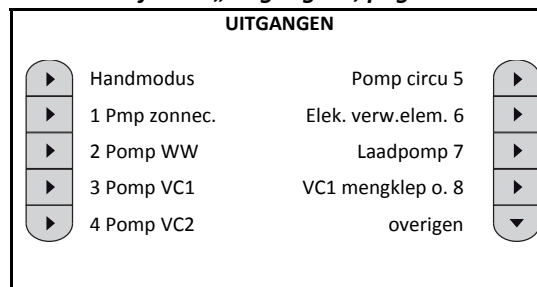 UITGANGEN
Handmodus Pomp circu 5
1 Pmp zonnec. Elek. verw.elem. 6
2 Pomp WW Laadpomp 7
3 Pomp VC1 VC1 mengklep o. 8
4 Pomp VC2 overigen